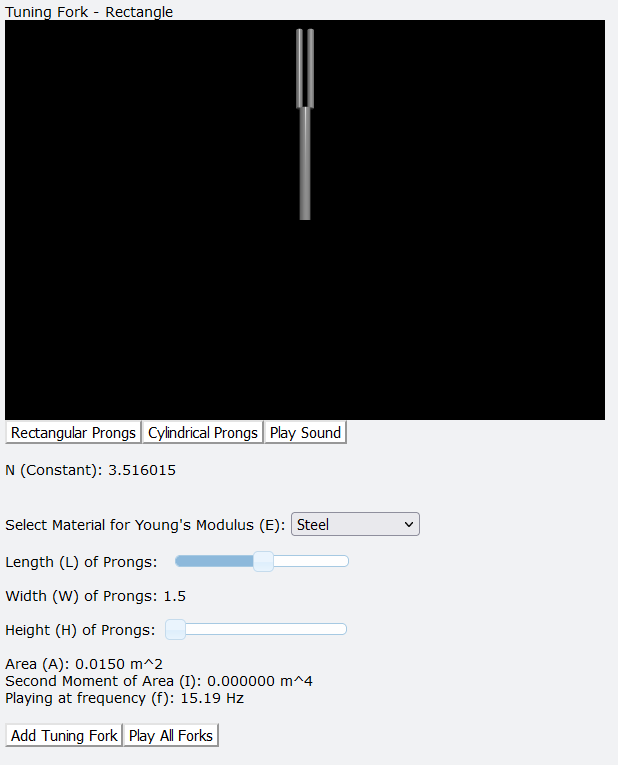 Tuning Fork - Rectangle
Rectangular Prongs Cylindrical Prongs Play Sound
N (Constant): 3.516015
Select Material for Young's Modulus (E): Steel
Length (L) of Prongs:
Width (W) of Prongs: 1.5
Height (H) of Prongs:
Area (A): 0.0150 m^2
Second Moment of Area (I): 0.000000 m^4
Playing at frequency (f): 15.19 Hz
Add Tuning Fork Play All Forks